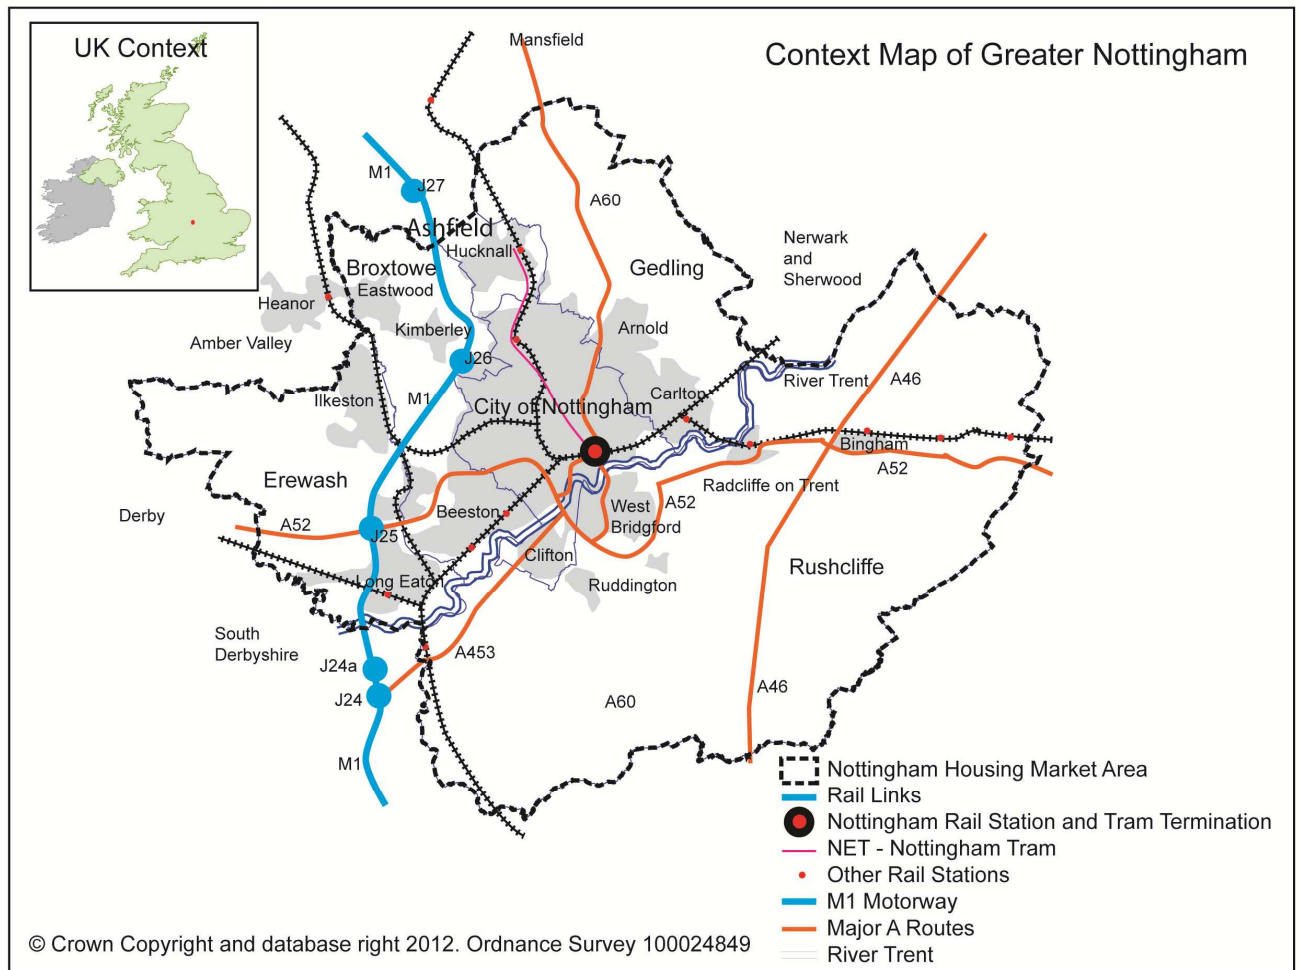 UK Context
Context Map of Greater Nottingham
Mansfield
M1
J27
A60
Ashfield
Hucknall
Nerwark
and
Sherwood
Broxtowe
Eastwood
Gedling
Heanor
Kimberley
Arnold
Amber Valley
J26
River Trent
A46
Ilkeston
M1
Carlton
City of Nottingham
Bingham
A52
Erewash
Radcliffe on Trent
A52
Derby
A52
J25
Beeston
West
Bridgford
Clifton
Rushcliffe
Long Eaton
Ruddington
South
Derbyshire
J24a
A453
J24
A60
A46
M1
Nottingham Housing Market Area
Rail Links
Nottingham Rail Station and Tram Termination
NET - Nottingham Tram
Other Rail Stations
M1 Motorway
Major A Routes
River Trent
© Crown Copyright and database right 2012. Ordnance Survey 100024849